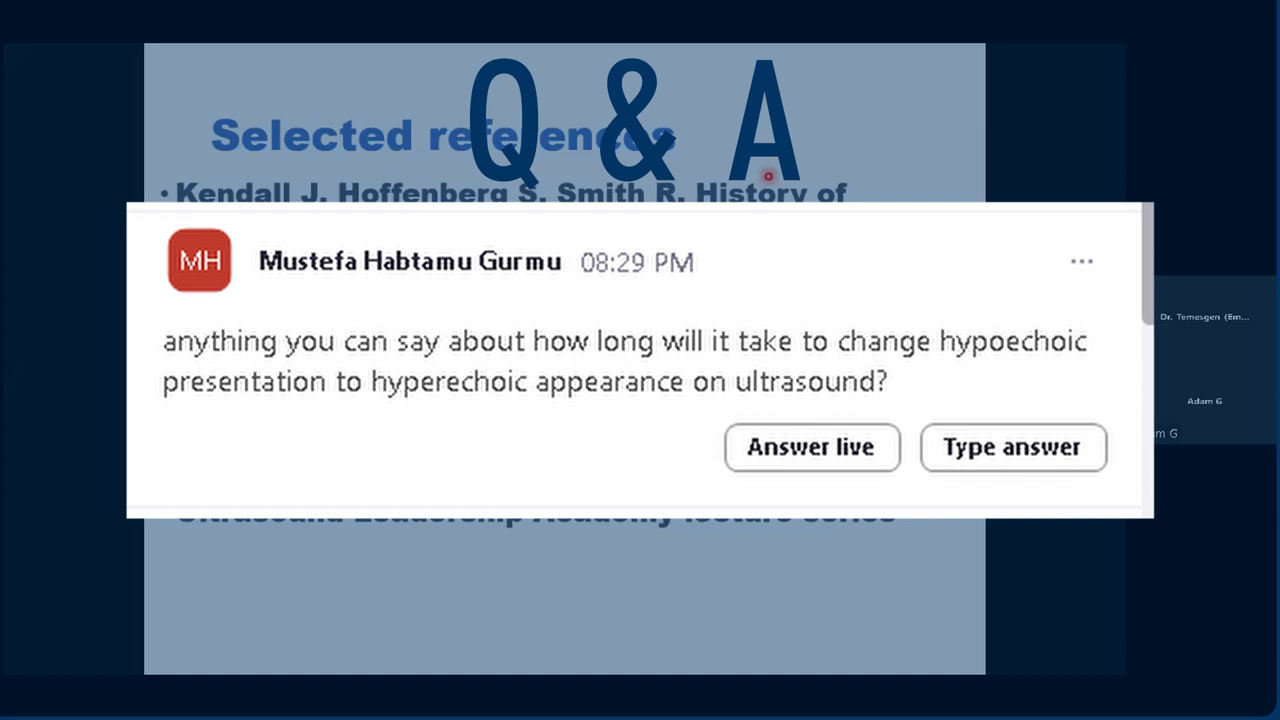 Q & A
Selected references
• Kendall J, Hoffenberg S, Smith R. History of
MH
Mustefa Habtamu Gurmu 08:29 PM
...
anything you can say about how long will it take to change hypoechoic
presentation to hyperechoic appearance on ultrasound?
Answer live
Type answer
Ultrasound Leadership Academy lecture series
Dr. Temesgen (Em...
Adam G
m G